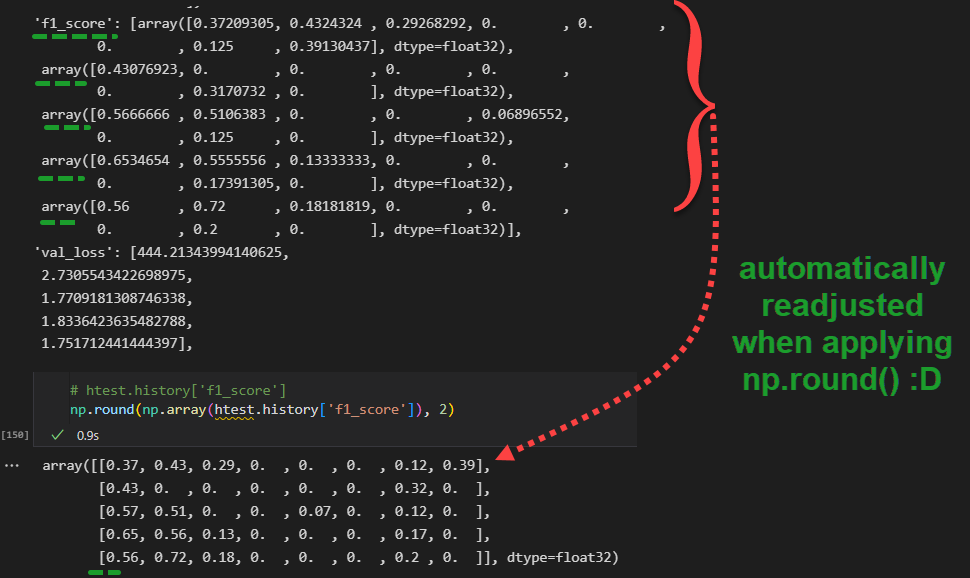 'f1_score': [array([0.37209305, 0.4324324 , 0.29268292, 0.        , 0.        ,
0.        , 0.125     , 0.39130437], dtype=float32),
array([0.43076923, 0.        , 0.        , 0.        , 0.        ,
0.        , 0.3170732 , 0.        ], dtype=float32),
array([0.5666666 , 0.5106383 , 0.        , 0.        , 0.06896552,
0.        , 0.125     , 0.        ], dtype=float32),
array([0.6534654 , 0.5555556 , 0.13333333, 0.        , 0.        ,
0.        , 0.17391305, 0.        ], dtype=float32),
array([0.56      , 0.72      , 0.18181819, 0.        , 0.        ,
0.        , 0.2       , 0.        ], dtype=float32)],
'val_loss': [444.21343994140625,
2.7305543422698975,
1.7709181308746338,
1.8336423635482788,
1.751712441444397],
automatically
readjusted
when applying
np.round() :D
# htest.history['f1_score']
np.round(np.array(htest.history['f1_score']), 2)
[150]
0.9s
...
array([[0.37, 0.43, 0.29, 0.  , 0.  , 0.  , 0.12, 0.39],
[0.43, 0.  , 0.  , 0.  , 0.  , 0.  , 0.32, 0.  ],
[0.57, 0.51, 0.  , 0.  , 0.07, 0.  , 0.12, 0.  ],
[0.65, 0.56, 0.13, 0.  , 0.  , 0.  , 0.17, 0.  ],
[0.56, 0.72, 0.18, 0.  , 0.  , 0.  , 0.2 , 0.  ]], dtype=float32)